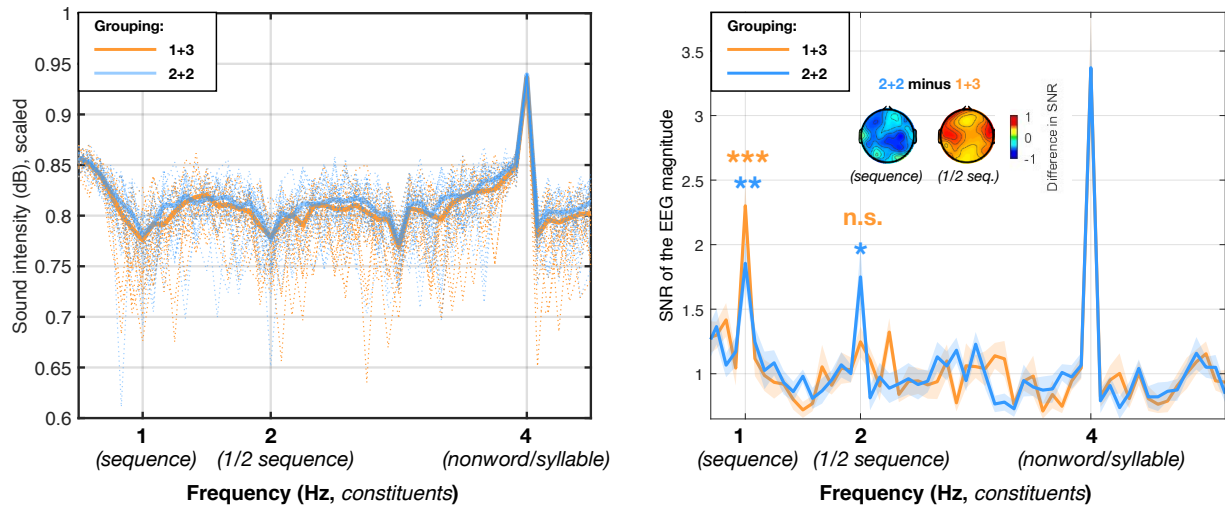 Grouping:
1+3
2+2
1
0.95
0.9
0.85
0.8
0.75
0.7
0.65
0.6
Sound intensity (dB), scaled
1
2
4
(sequence)
(1/2 sequence)
(nonword/syllable)
Frequency (Hz, constituents)
Grouping:
1+3
2+2
3.5
3
2.5
2
1.5
1
SNR of the EEG magnitude
2+2 minus 1+3
(sequence)
(1/2 seq.)
1
0
-1
Difference in SNR
***
**
n.s.
*
1
2
4
(sequence)
(1/2 sequence)
(nonword/syllable)
Frequency (Hz, constituents)